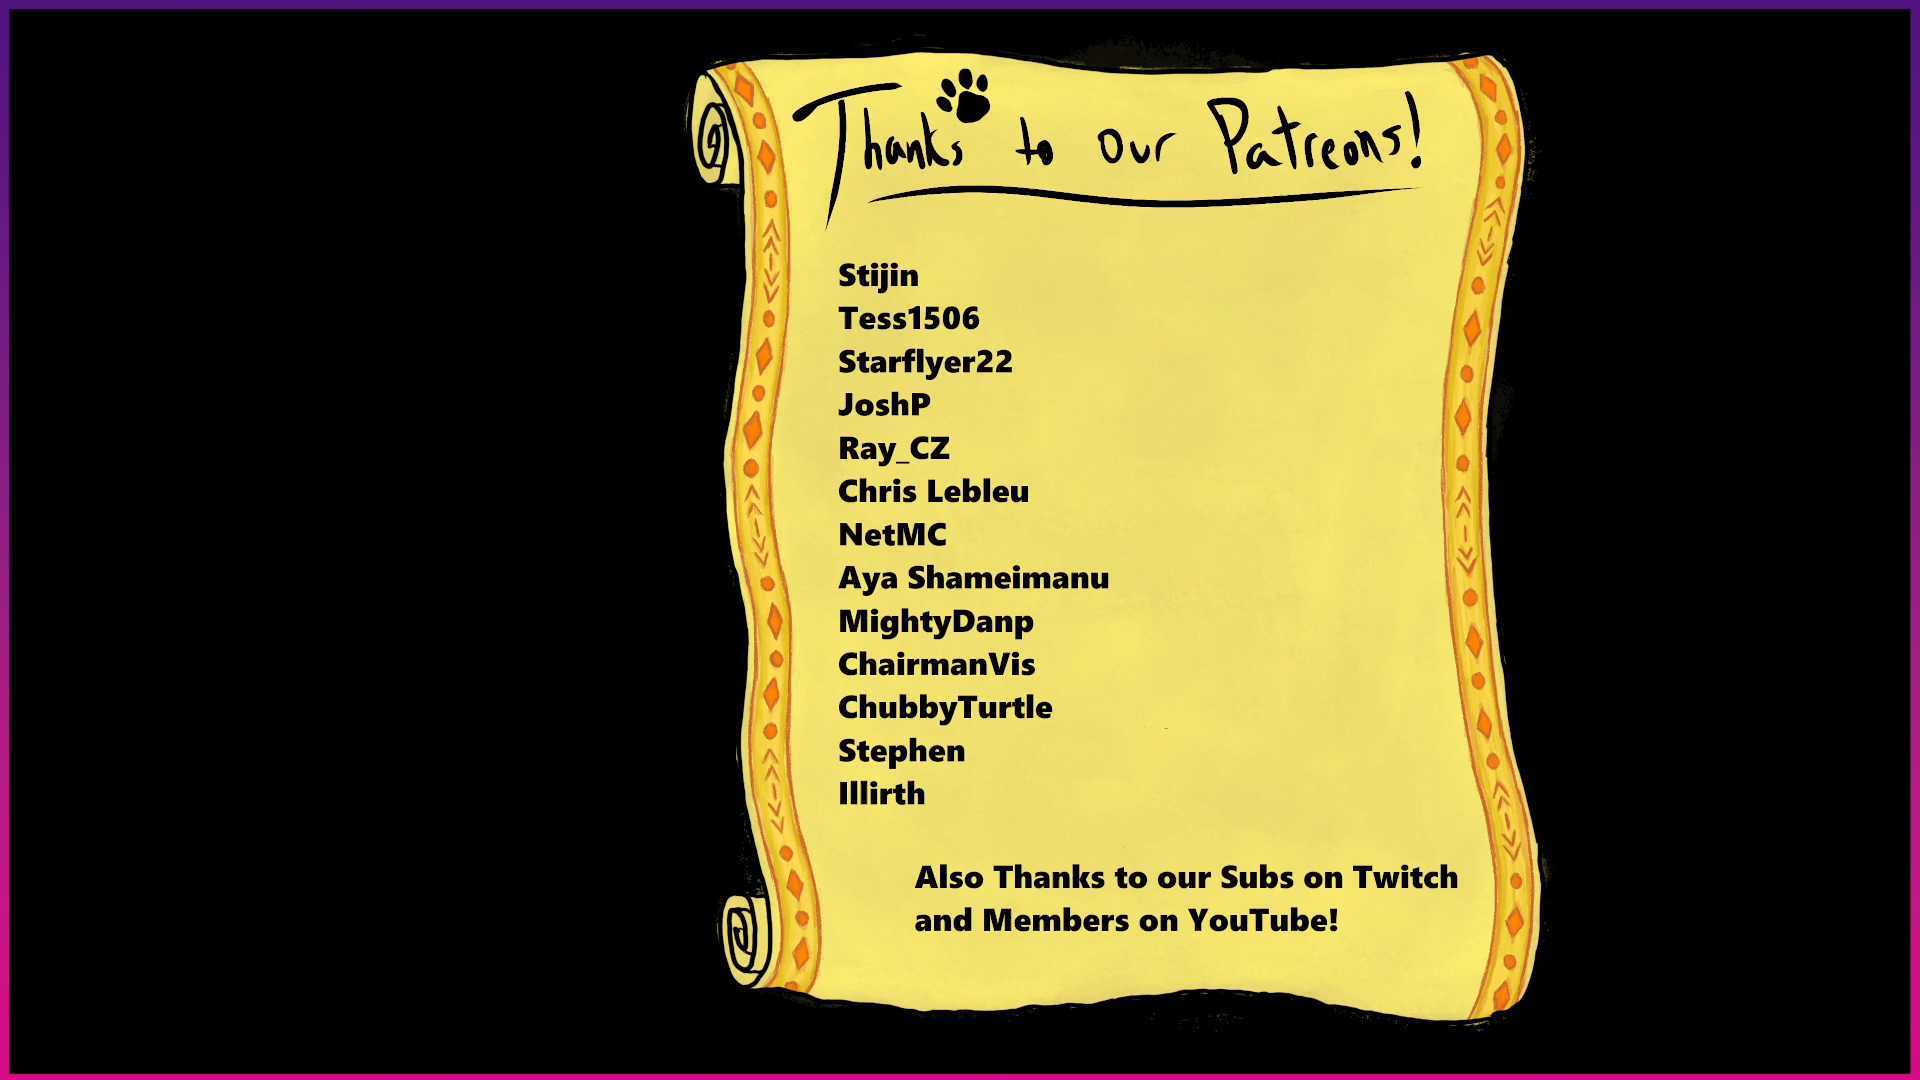 Thanks to our Patreons!
Stijin
Tess1506
Starflyer22
JoshP
Ray_CZ
Chris Lebleu
NetMC
Aya Shameimanu
MightyDanp
ChairmanVis
ChubbyTurtle
Stephen
Illirth
Also Thanks to our Subs on Twitch
and Members on YouTube!